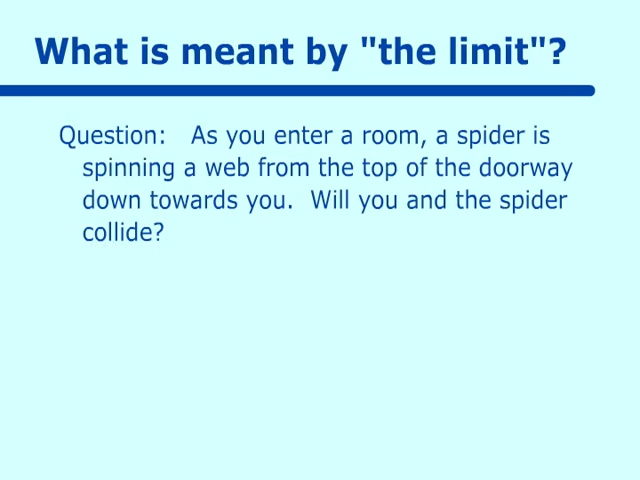 What is meant by "the limit"?
Question:   As you enter a room, a spider is
spinning a web from the top of the doorway
down towards you.  Will you and the spider
collide?